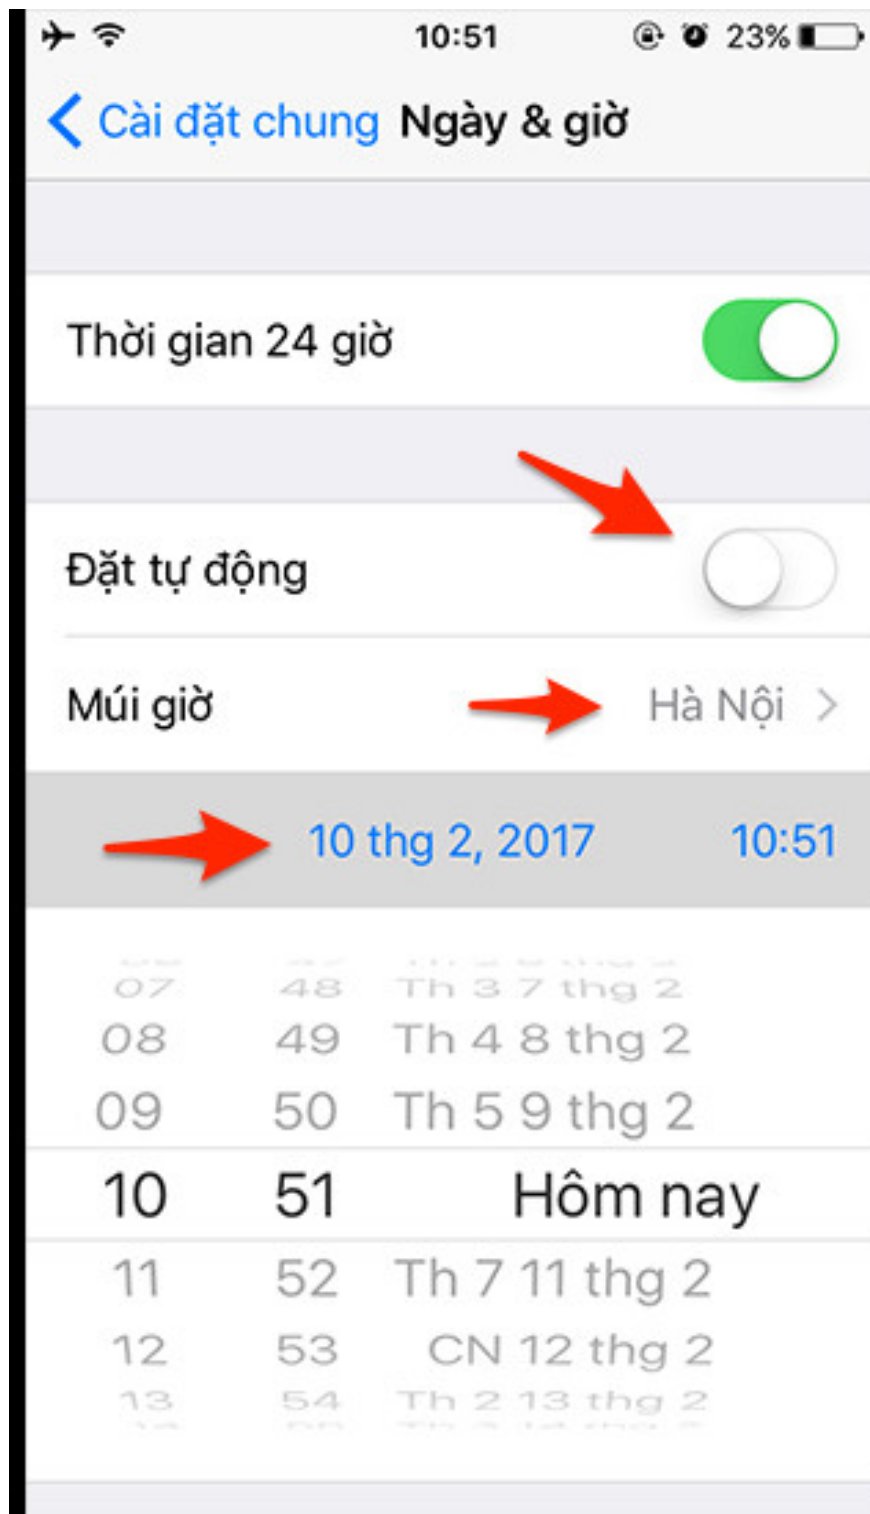 10:51 23%
Cài đặt chung Ngày & giờ
Thời gian 24 giờ
Đặt tự động
Múi giờ Hà Nội
10 thg 2, 2017 10:51
07 48 Th 3 7 thg 2
08 49 Th 4 8 thg 2
09 50 Th 5 9 thg 2
10 51 Hôm nay
11 52 Th 7 11 thg 2
12 53 CN 12 thg 2
13 54 Th 2 13 thg 2